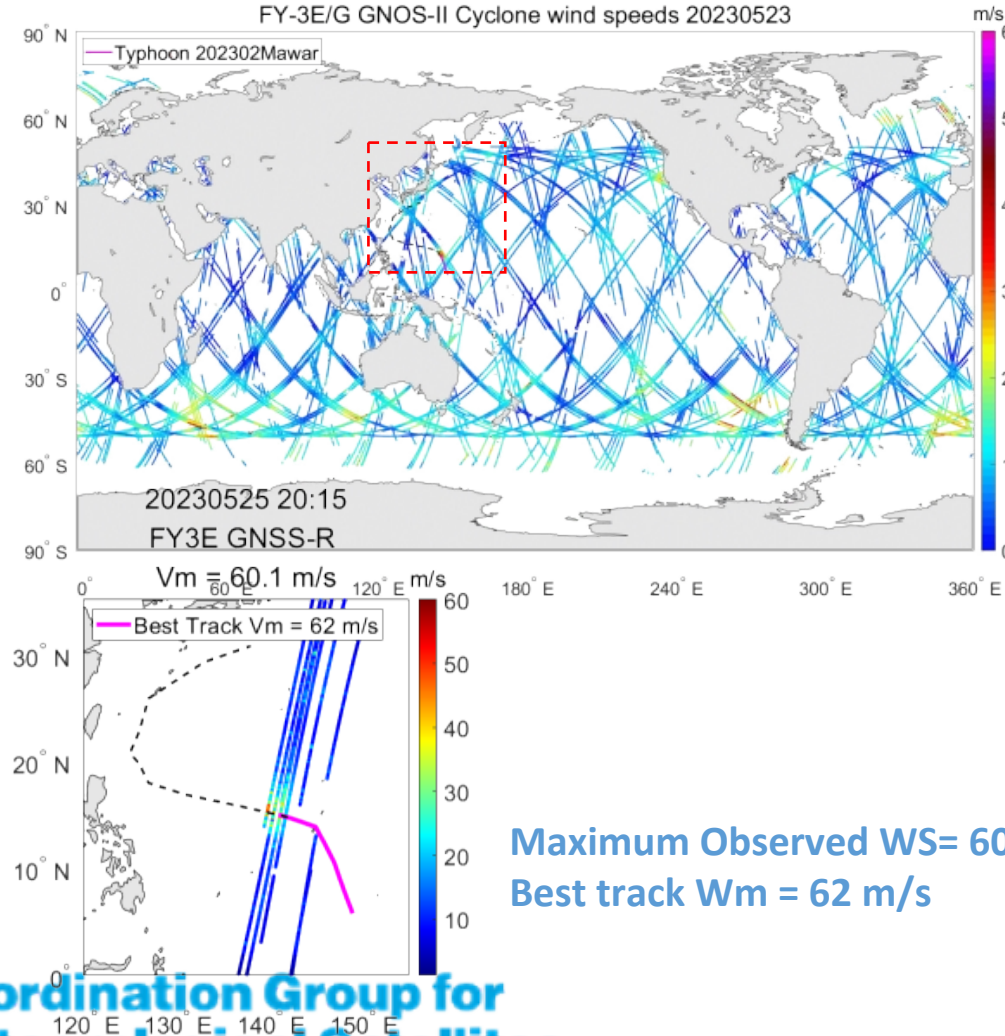 FY-3E/G GNOS-II Cyclone wind speeds 20230523
m/s
90° N
Typhoon 202302Mawar
60° N
30° N
0°
30° S
60° S
90° S
20230525 20:15
FY3E GNSS-R
Vm = 60.1 m/s
0° 60° E 120° E 180° E 240° E 300° E 360° E
m/s
Best Track Vm = 62 m/s
60
50
40
30
20
10
30° N
20° N
10° N
0°
120° E 130° E 140° E 150° E
Maximum Observed WS= 60
Best track Wm = 62 m/s
ordination Group for